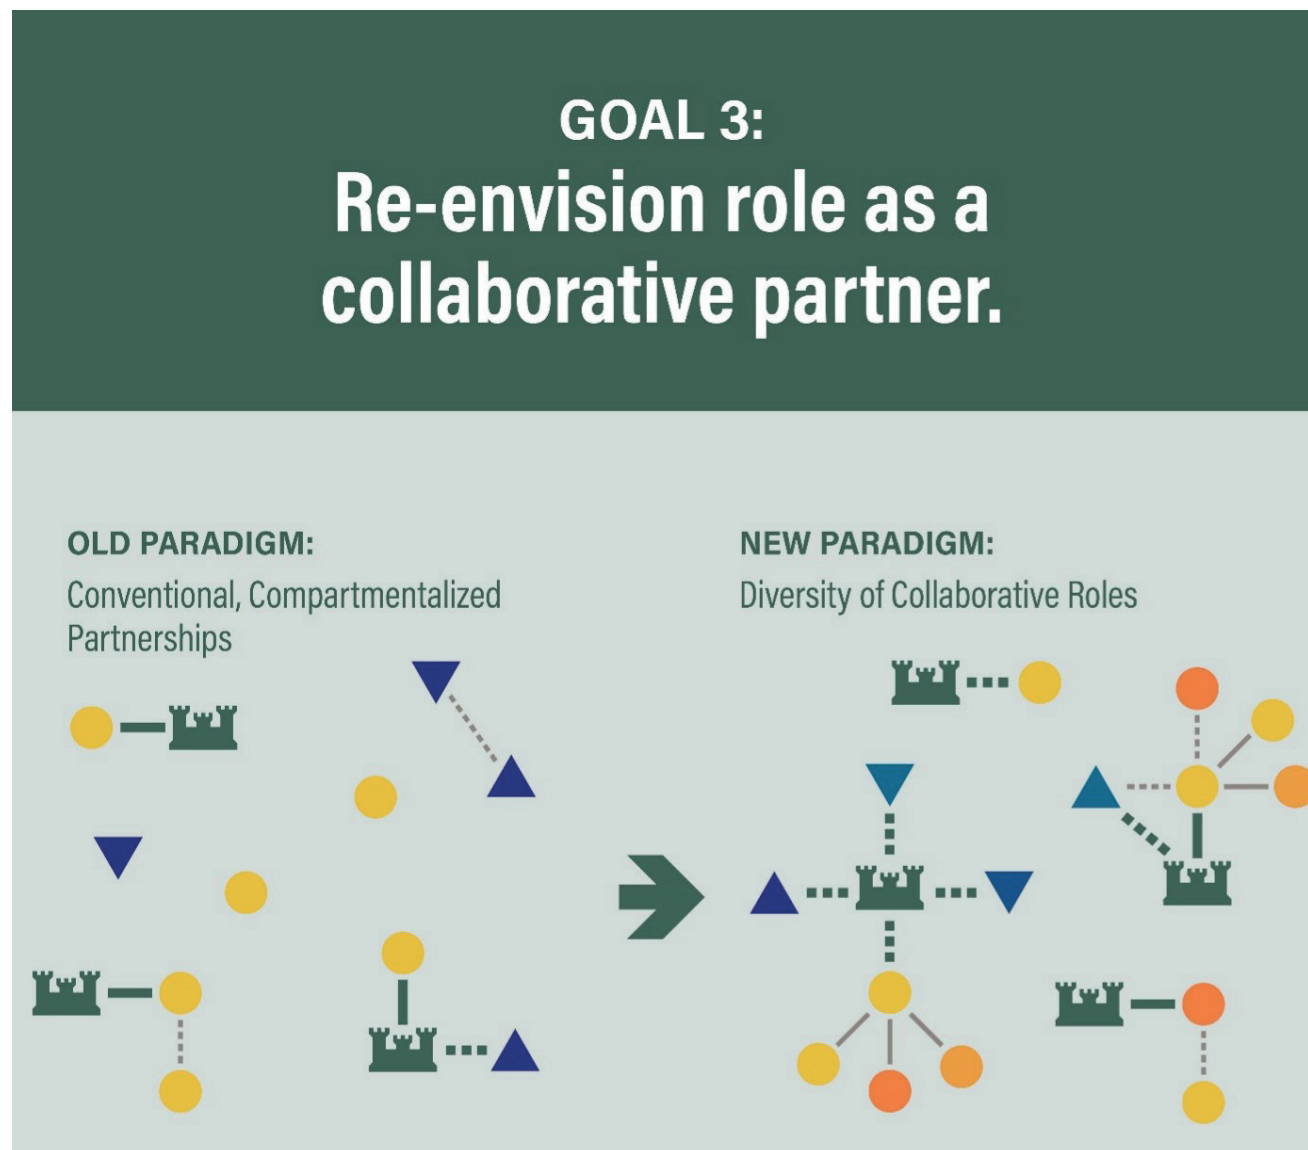 GOAL 3:
Re-envision role as a
collaborative partner.
OLD PARADIGM:
Conventional, Compartmentalized
Partnerships
NEW PARADIGM:
Diversity of Collaborative Roles